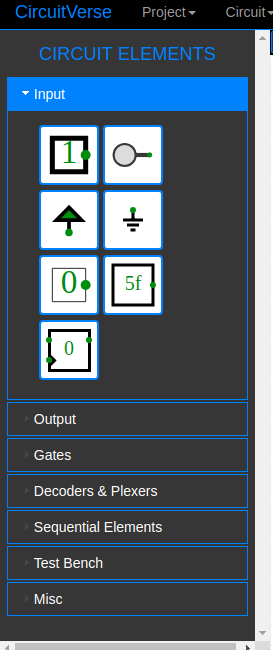 CircuitVerse Project Circuit
CIRCUIT ELEMENTS
Input
1
0 5f
0
Output
Gates
Decoders & Plexers
Sequential Elements
Test Bench
Misc